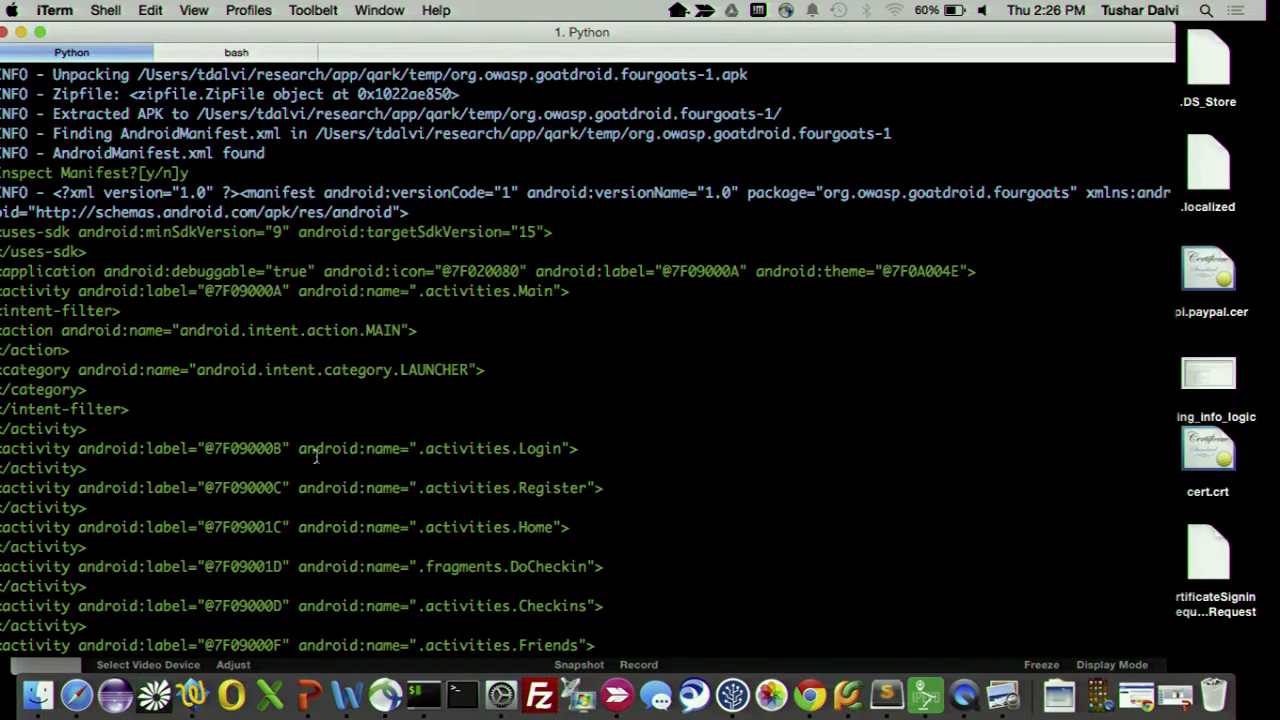 iTerm Shell Edit View Profiles Toolbelt Window Help 60% Thu 2:26 PM Tushar Dalvi
1. Python
Python bash
INFO - Unpacking /Users/tdalvi/research/app/qark/temp/org.owasp.goatdroid.fourgoats-1.apk
INFO - Zipfile: <zipfile.ZipFile object at 0x1022ae850>
INFO - Extracted APK to /Users/tdalvi/research/app/qark/temp/org.owasp.goatdroid.fourgoats-1/
INFO - Finding AndroidManifest.xml in /Users/tdalvi/research/app/qark/temp/org.owasp.goatdroid.fourgoats-1
INFO - AndroidManifest.xml found
Inspect Manifest?[y/n]y
INFO - <?xml version="1.0" ?><manifest android:versionCode="1" android:versionName="1.0" package="org.owasp.goatdroid.fourgoats" xmlns:andr
oid="http://schemas.android.com/apk/res/android">
<uses-sdk android:minSdkVersion="9" android:targetSdkVersion="15">
</uses-sdk>
<application android:debuggable="true" android:icon="@7F020080" android:label="@7F09000A" android:theme="@7F0A004E">
<activity android:label="@7F09000A" android:name=".activities.Main">
<intent-filter>
<action android:name="android.intent.action.MAIN">
</action>
<category android:name="android.intent.category.LAUNCHER">
</category>
</intent-filter>
</activity>
<activity android:label="@7F09000B" android:name=".activities.Login">
</activity>
<activity android:label="@7F09000C" android:name=".activities.Register">
</activity>
<activity android:label="@7F09001C" android:name=".activities.Home">
</activity>
<activity android:label="@7F09001D" android:name=".fragments.DoCheckin">
</activity>
<activity android:label="@7F09000D" android:name=".activities.Checkins">
</activity>
<activity android:label="@7F09000F" android:name=".activities.Friends">
Select Video Device Adjust Snapshot Record Freeze Display Mode
.DS_Store
.localized
pi.paypal.cer
ing_info_logic
cert.crt
rtificateSignin
equ...Request